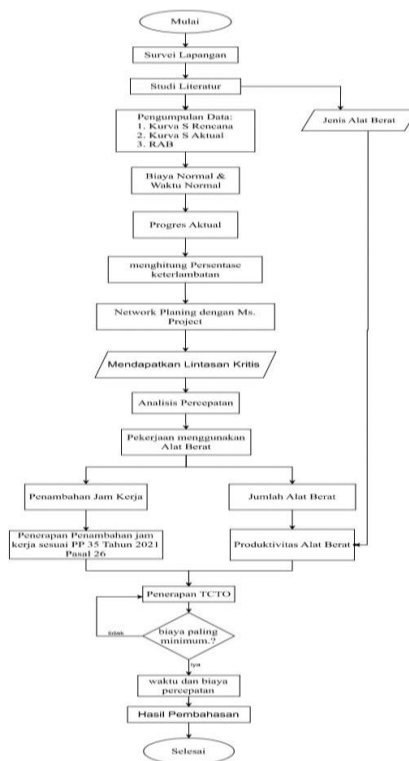 Mulai
Survei Lapangan
Studi Literatur
Jenis Alat Berat
Pengumpulan Data:
1. Kurva S Rencana
2. Kurva S Aktual
3. RAB
Biaya Normal &
Waktu Normal
Progres Aktual
menghitung Persentase
keterlambatan
Network Planing dengan Ms.
Project
Mendapatkan Lintasan Kritis
Analisis Percepatan
Pekerjaan menggunakan
Alat Berat
Penambahan Jam Kerja
Jumlah Alat Berat
Penerapan Penambahan jam
kerja sesuai PP 35 Tahun 2021
Pasal 26
Produktivitas Alat Berat
Penerapan TCTO
tidak
biaya paling
minimum.?
iya
waktu dan biaya
percepatan
Hasil Pembahasan
Selesai